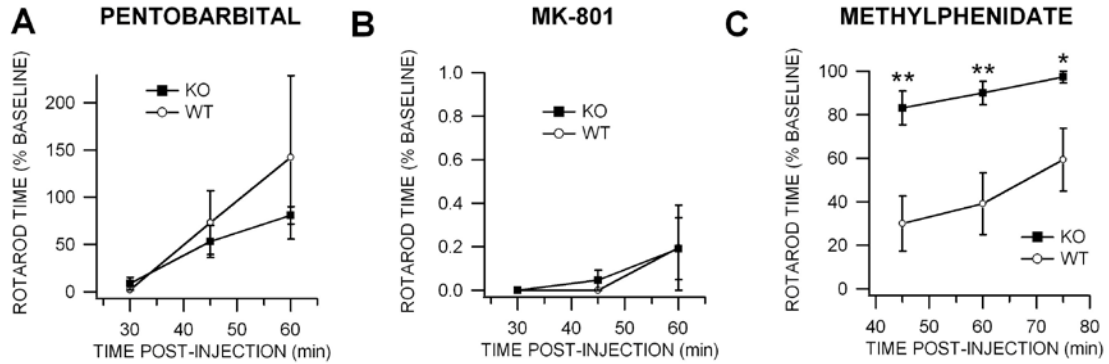 A PENTOBARBITAL
ROTAROD TIME (% BASELINE)
200
150
100
50
0
KO
WT
30 40 50 60
TIME POST-INJECTION (min)
B MK-801
ROTAROD TIME (% BASELINE)
1.0
0.8
0.6
0.4
0.2
0.0
KO
WT
30 40 50 60
TIME POST-INJECTION (min)
C METHYLPHENIDATE
ROTAROD TIME (% BASELINE)
100
80
60
40
20
0
** ** *
KO
WT
40 50 60 70 80
TIME POST-INJECTION (min)